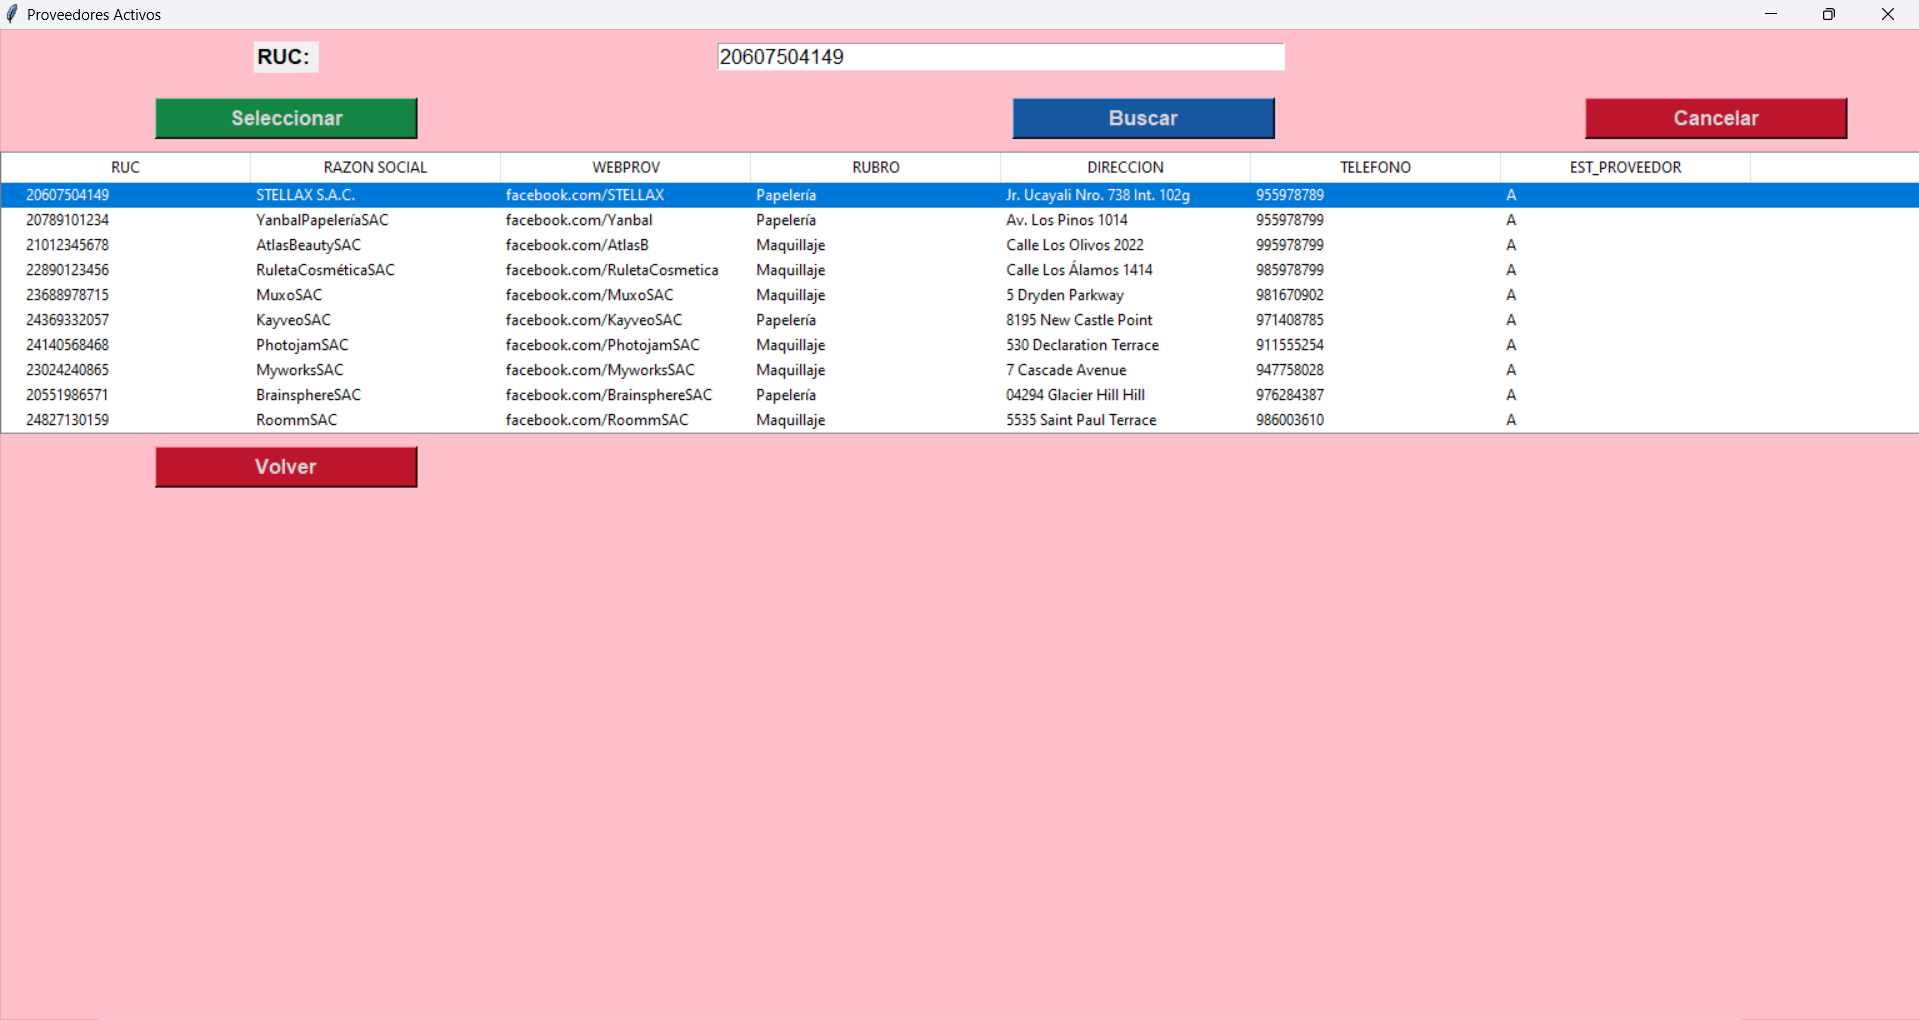 Proveedores Activos
RUC: 20607504149
Seleccionar Buscar Cancelar
RUC RAZON SOCIAL WEBPROV RUBRO DIRECCION TELEFONO EST_PROVEEDOR
20607504149 STELLAX S.A.C. facebook.com/STELLAX Papelería Jr. Ucayali Nro. 738 Int. 102g 955978789 A
20789101234 YanbalPapeleríaSAC facebook.com/Yanbal Papelería Av. Los Pinos 1014 955978799 A
21012345678 AtlasBeautySAC facebook.com/AtlasB Maquillaje Calle Los Olivos 2022 995978799 A
22890123456 RuletaCosméticaSAC facebook.com/RuletaCosmetica Maquillaje Calle Los Álamos 1414 985978799 A
23688978715 MuxoSAC facebook.com/MuxoSAC Maquillaje 5 Dryden Parkway 981670902 A
24369332057 KayveoSAC facebook.com/KayveoSAC Papelería 8195 New Castle Point 971408785 A
24140568468 PhotojamSAC facebook.com/PhotojamSAC Maquillaje 530 Declaration Terrace 911555254 A
23024240865 MyworksSAC facebook.com/MyworksSAC Maquillaje 7 Cascade Avenue 947758028 A
20551986571 BrainsphereSAC facebook.com/BrainsphereSAC Papelería 04294 Glacier Hill Hill 976284387 A
24827130159 RoommSAC facebook.com/RoommSAC Maquillaje 5535 Saint Paul Terrace 986003610 A
Volver